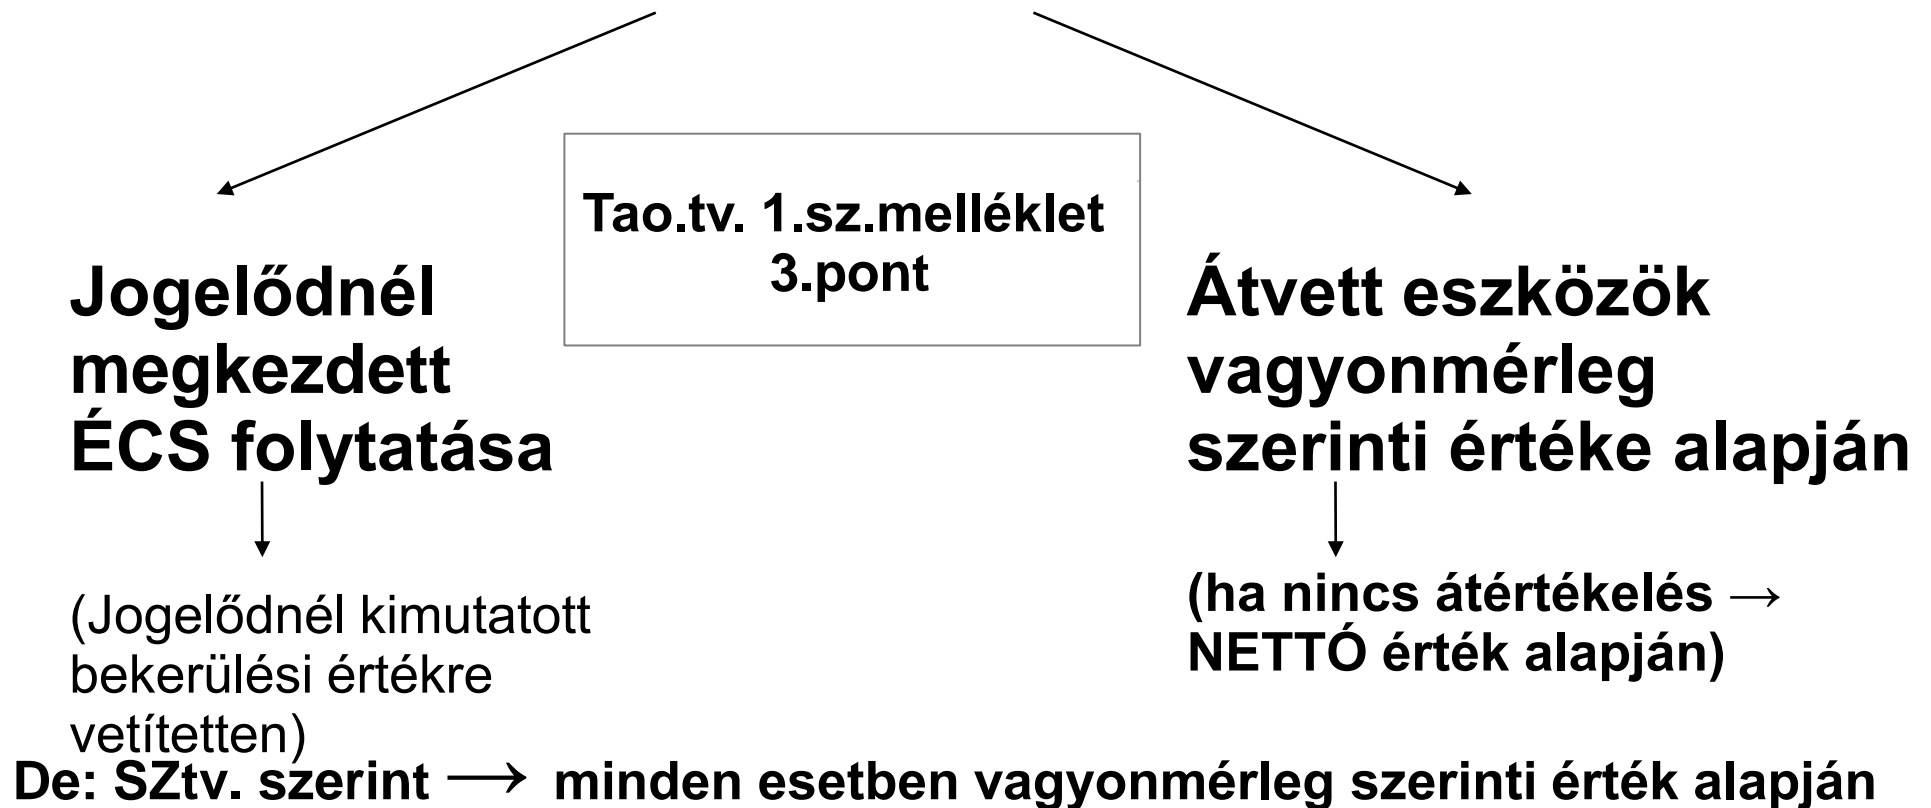 Tao.tv. 1.sz.melléklet
3.pont
Jogelődnél
megkezdett
ÉCS folytatása
(Jogelődnél kimutatott
bekerülési értékre
vetítetten)
Átvett eszközök
vagyonmérleg
szerinti értéke alapján
(ha nincs átértékelés →
NETTÓ érték alapján)
De: SZtv. szerint → minden esetben vagyonmérleg szerinti érték alapján